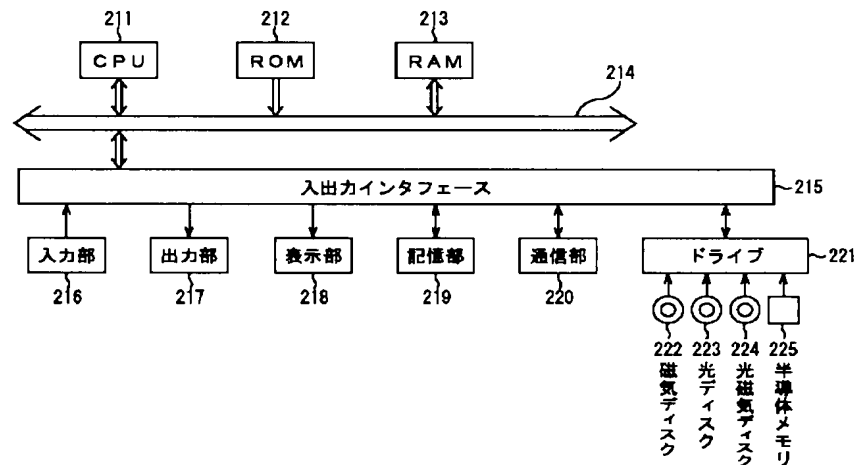 211
212
213
CPU
ROM
RAM
214
入出力インタフェース
215
入力部
出力部
表示部
記憶部
通信部
ドライブ
221
216
217
218
219
220
222
223
224
225
磁気ディスク
光ディスク
光磁気ディスク
半導体メモリ